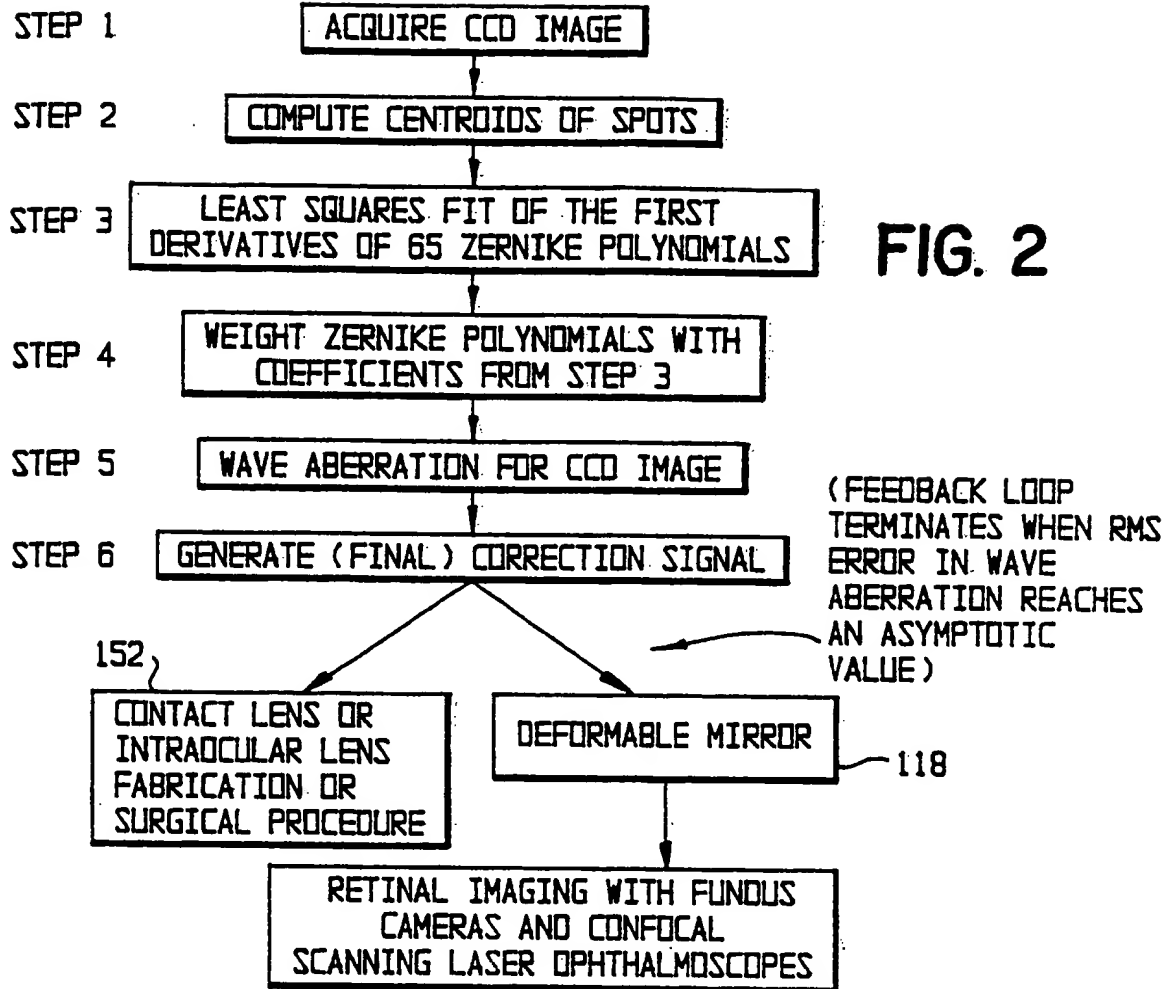 STEP 1
ACQUIRE CCD IMAGE
STEP 2
COMPUTE CENTROIDS OF SPOTS
STEP 3
LEAST SQUARES FIT OF THE FIRST
DERIVATIVES OF 65 ZERNIKE POLYNOMIALS
FIG. 2
STEP 4
WEIGHT ZERNIKE POLYNOMIALS WITH
COEFFICIENTS FROM STEP 3
STEP 5
WAVE ABERRATION FOR CCD IMAGE
STEP 6
GENERATE (FINAL) CORRECTION SIGNAL
(FEEDBACK LOOP
TERMINATES WHEN RMS
ERROR IN WAVE
ABERRATION REACHES
AN ASYMPTOTIC
VALUE)
152
CONTACT LENS OR
INTRAOCULAR LENS
FABRICATION OR
SURGICAL PROCEDURE
DEFORMABLE MIRROR
118
RETINAL IMAGING WITH FUNDUS
CAMERAS AND CONFOCAL
SCANNING LASER OPHTHALMOSCOPES